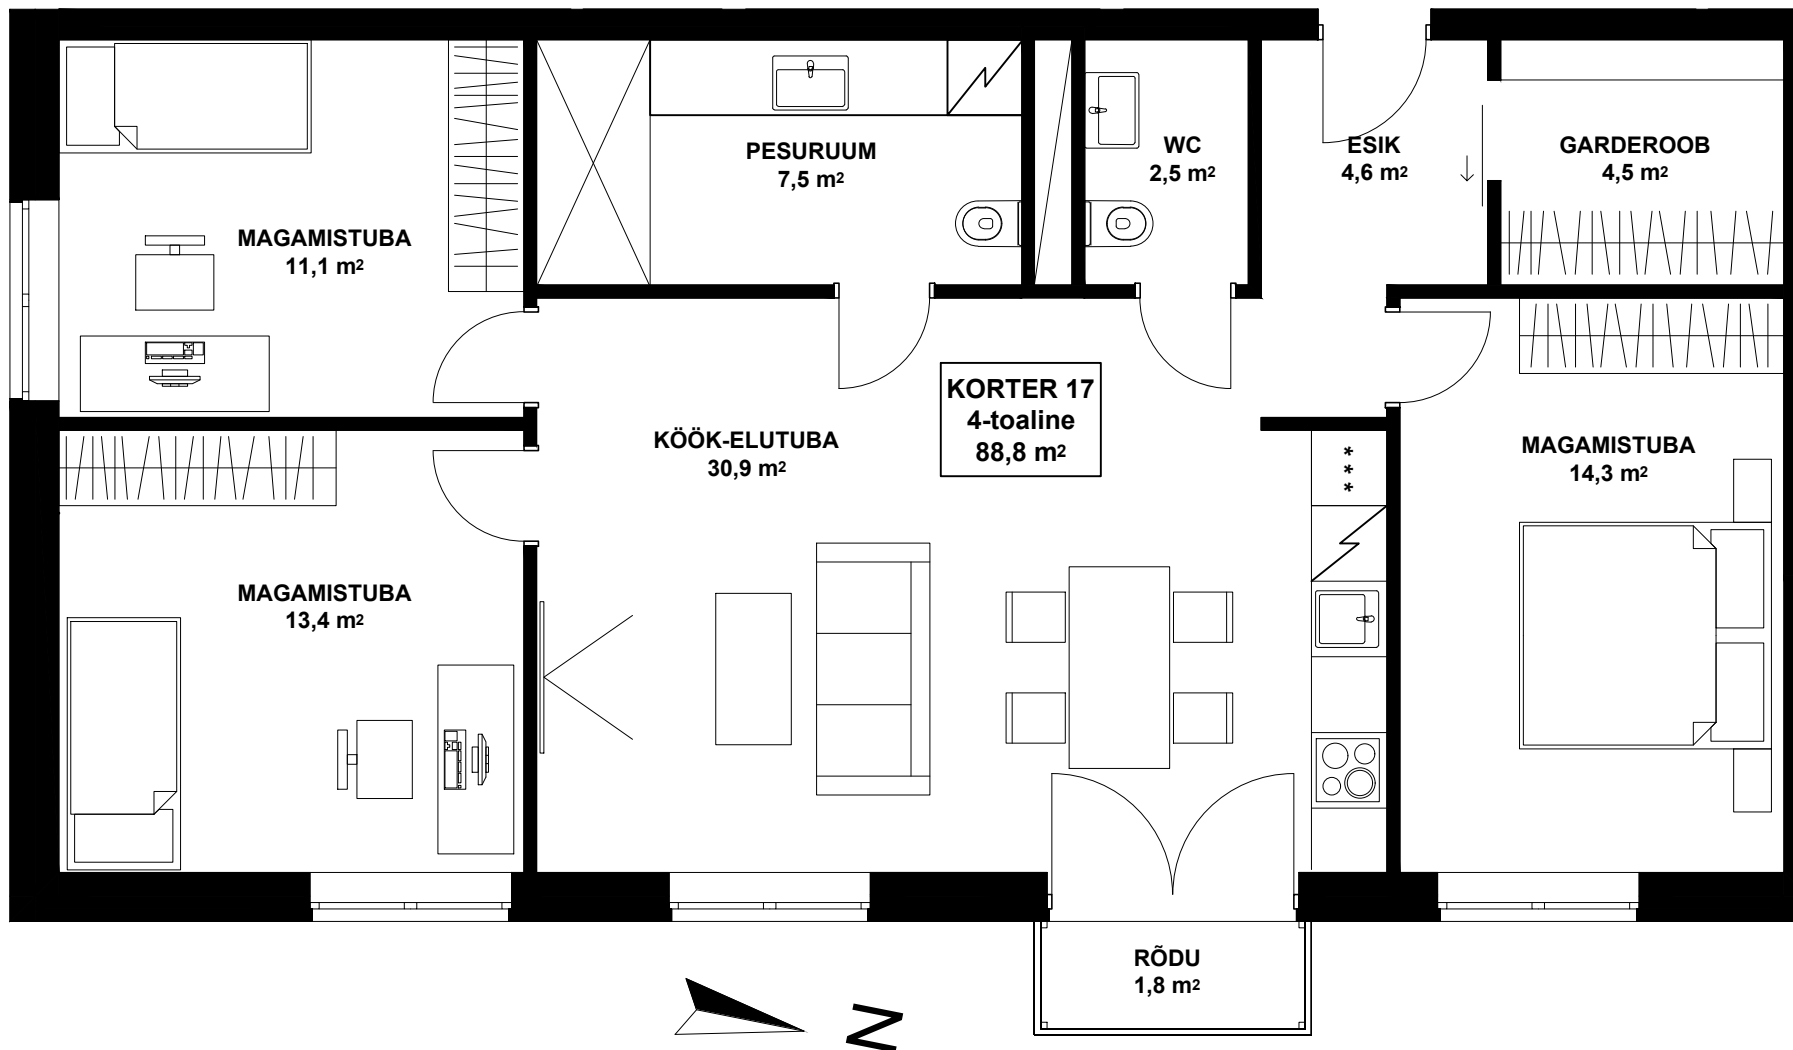 PESURUUM
7,5 m²
WC
2,5 m²
ESIK
4,6 m²
GARDEROOB
4,5 m²
MAGAMISTUBA
11,1 m²
KORTER 17
4-toaline
88,8 m²
KÖÖK-ELUTUBA
30,9 m²
MAGAMISTUBA
14,3 m²
***
MAGAMISTUBA
13,4 m²
RÕDU
1,8 m²
N